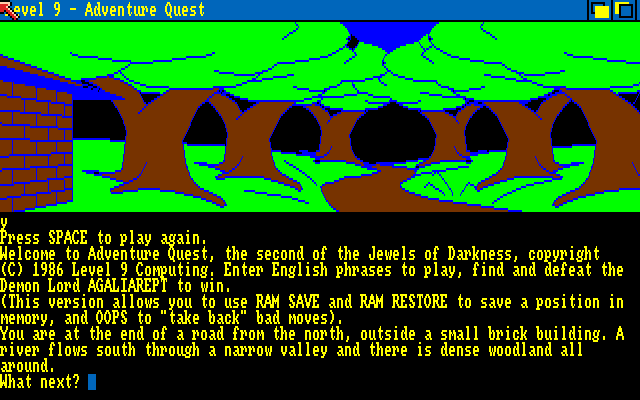 evel 9 - Adventure Quest
y
Press SPACE to play again.
Welcome to Adventure Quest, the second of the Jewels of Darkness, copyright
(C) 1986 Level 9 Computing. Enter English phrases to play, find and defeat the
Demon Lord AGALIAREPT to win.
(This version allows you to use RAM SAVE and RAM RESTORE to save a position in
memory, and OOPS to "take back" bad moves).
You are at the end of a road from the north, outside a small brick building. A
river flows south through a narrow valley and there is dense woodland all
around.
What next?